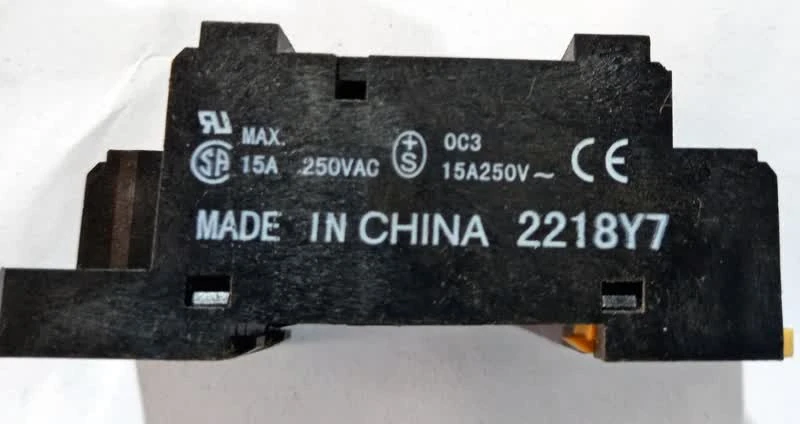 MAX. OC3
15A 250VAC S 15A250V~ CE
MADE IN CHINA 2218Y7